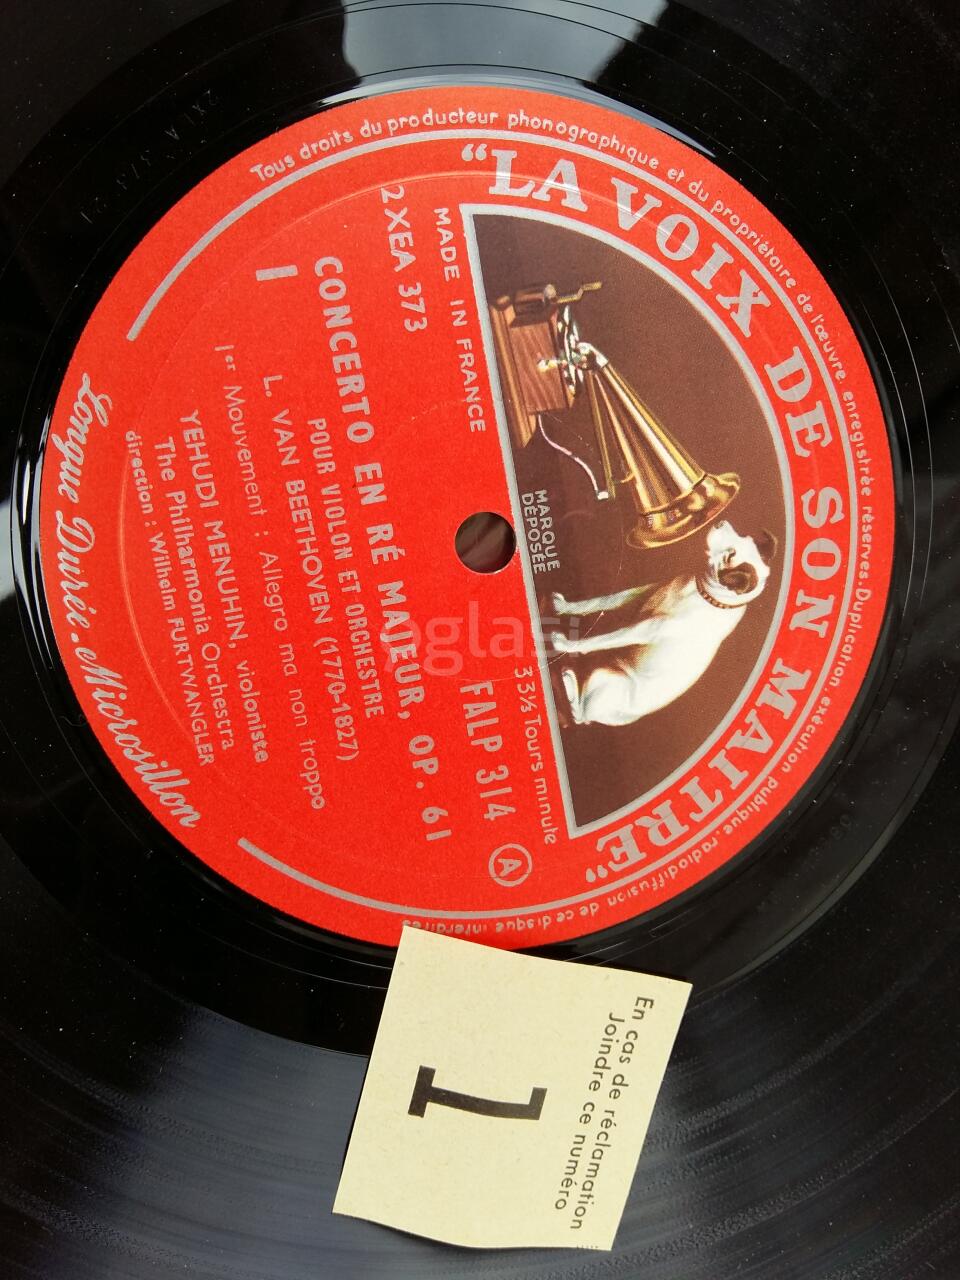 Tous droits du producteur phonographique et du propriétaire de l'œuvre enregistrée réservés. Duplication, exécution publique, radiodiffusion de ce disque interdites
"LA VOIX DE SON MAITRE"
MARQUE
DÉPOSÉE
MADE IN FRANCE
33⅓ Tours minute
2XEA 373
FALP 314
A
CONCERTO EN RÉ MAJEUR, OP. 61
POUR VIOLON ET ORCHESTRE
I
L. VAN BEETHOVEN (1770-1827)
1er Mouvement : Allegro ma non troppo
YEHUDI MENUHIN, violoniste
The Philharmonia Orchestra
direction : Wilhelm FURTWANGLER
Longue Durée. Microsillon
En cas de réclamation
Joindre ce numéro
1
oglasi